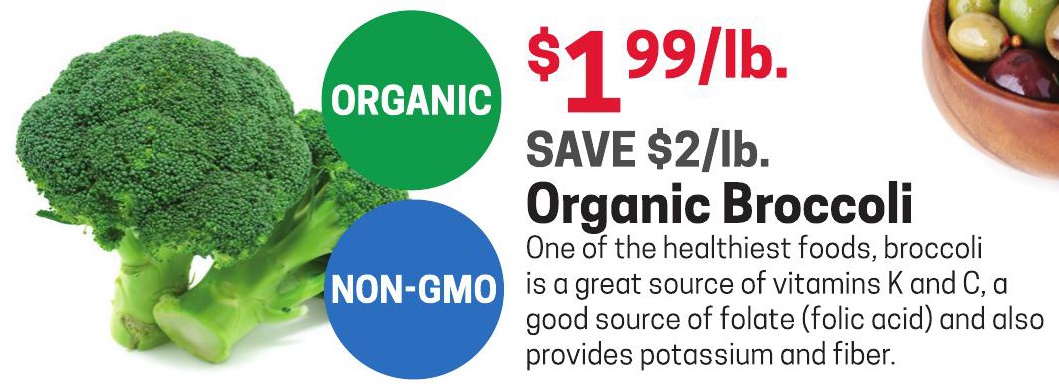 ORGANIC
NON-GMO
$1 99/lb.
SAVE $2/lb.
Organic Broccoli
One of the healthiest foods, broccoli
is a great source of vitamins K and C, a
good source of folate (folic acid) and also
provides potassium and fiber.